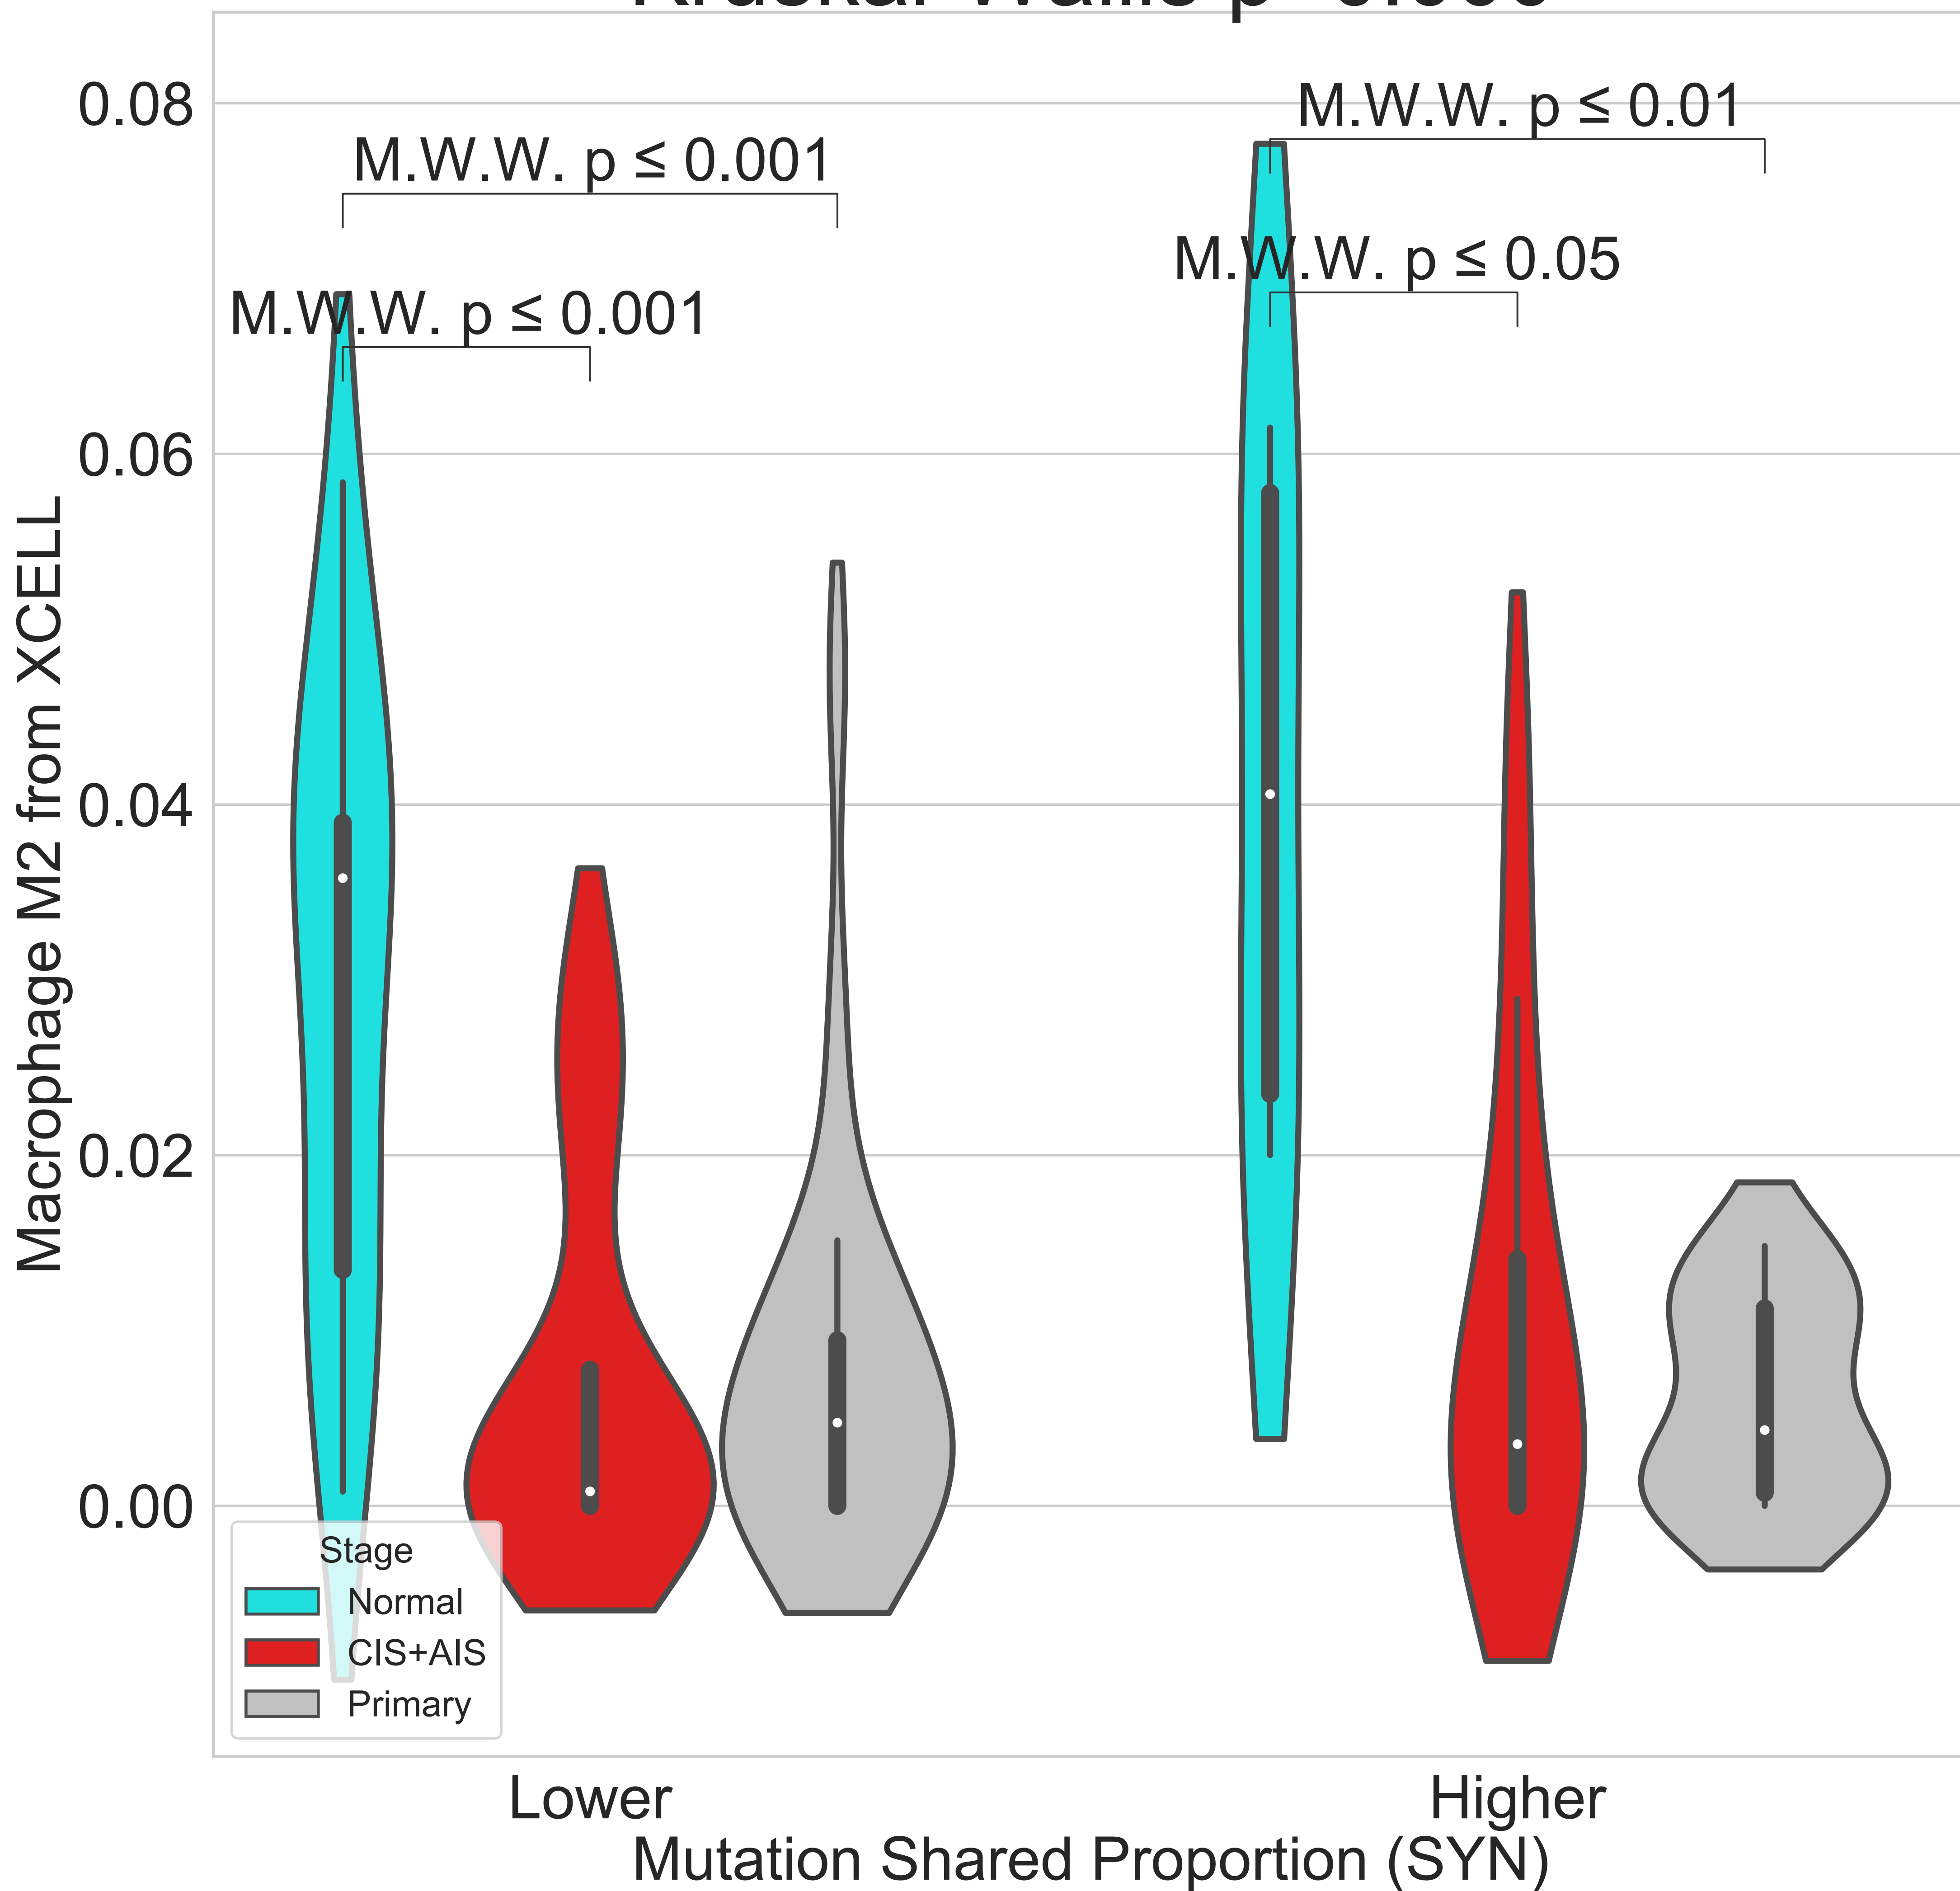 M.W.W. p ≤ 0.01
M.W.W. p ≤ 0.001
M.W.W. p ≤ 0.05
M.W.W. p ≤ 0.001
0.08
0.06
0.04
0.02
0.00
Macrophage M2 from XCELL
Stage
Normal
CIS+AIS
Primary
Lower
Higher
Mutation Shared Proportion (SYN)